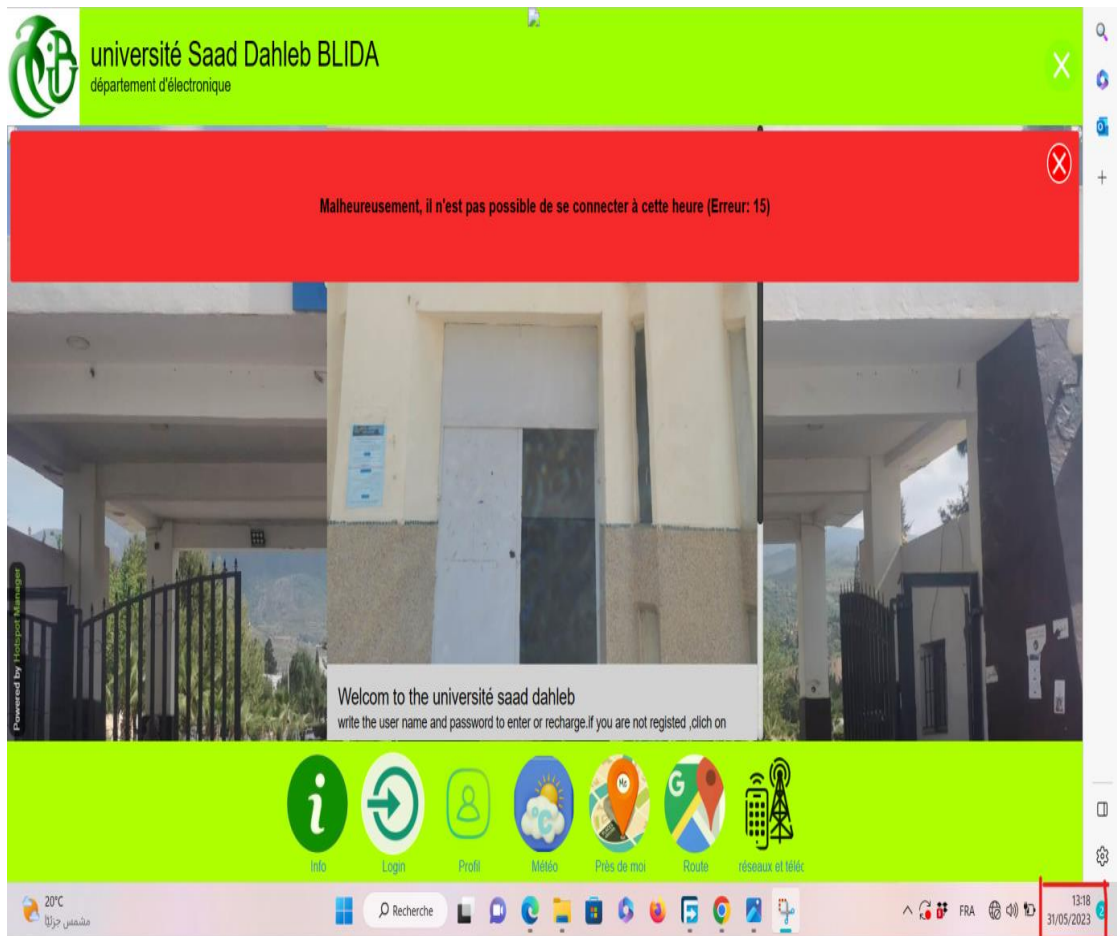 université Saad Dahleb BLIDA
département d'électronique
Malheureusement, il n'est pas possible de se connecter à cette heure (Erreur: 15)
Powered by Hotspot Manager
Welcom to the université saad dahleb
write the user name and password to enter or recharge.if you are not registed ,clich on
Info
Login
Profil
Météo
Près de moi
Route
réseaux et téléc
20°C
مشمس جزئيًا
Recherche
FRA
13:18
31/05/2023
2